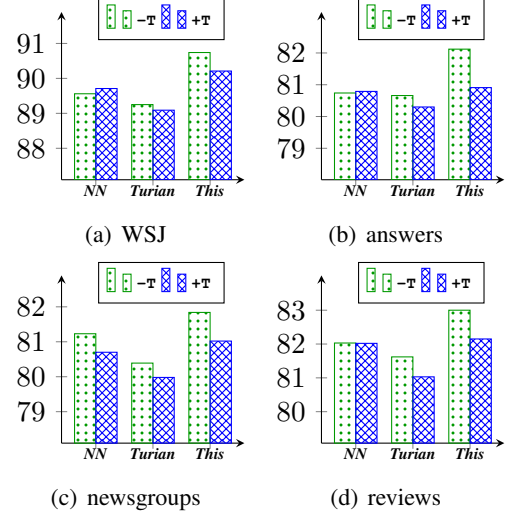 −T +T
91
90
89
88
NN Turian This
(a) WSJ
−T +T
82
81
80
79
NN Turian This
(b) answers
−T +T
82
81
80
79
NN Turian This
(c) newsgroups
−T +T
83
82
81
80
NN Turian This
(d) reviews